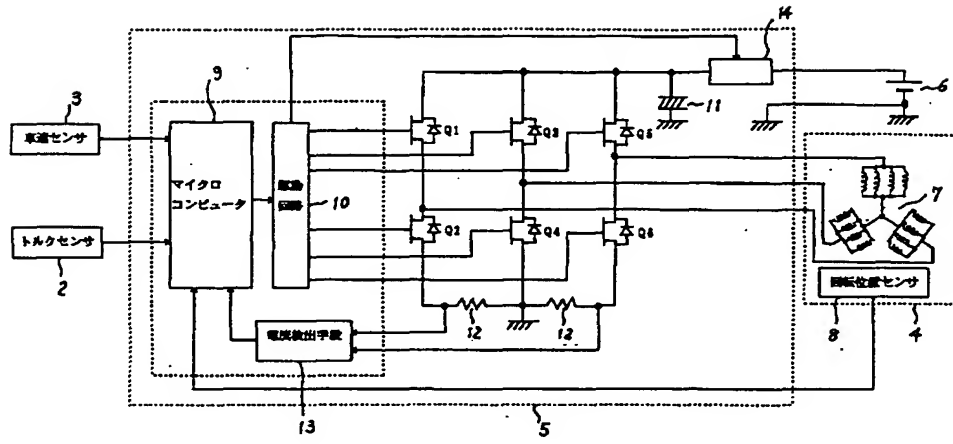 14
9
3
車速センサ
マイクロ
コンピュータ
駆動
回路
10
Q1
Q3
Q5
11
6
7
トルクセンサ
2
Q2
Q4
Q6
12
12
回転位置センサ
8
4
電流検出手段
13
5